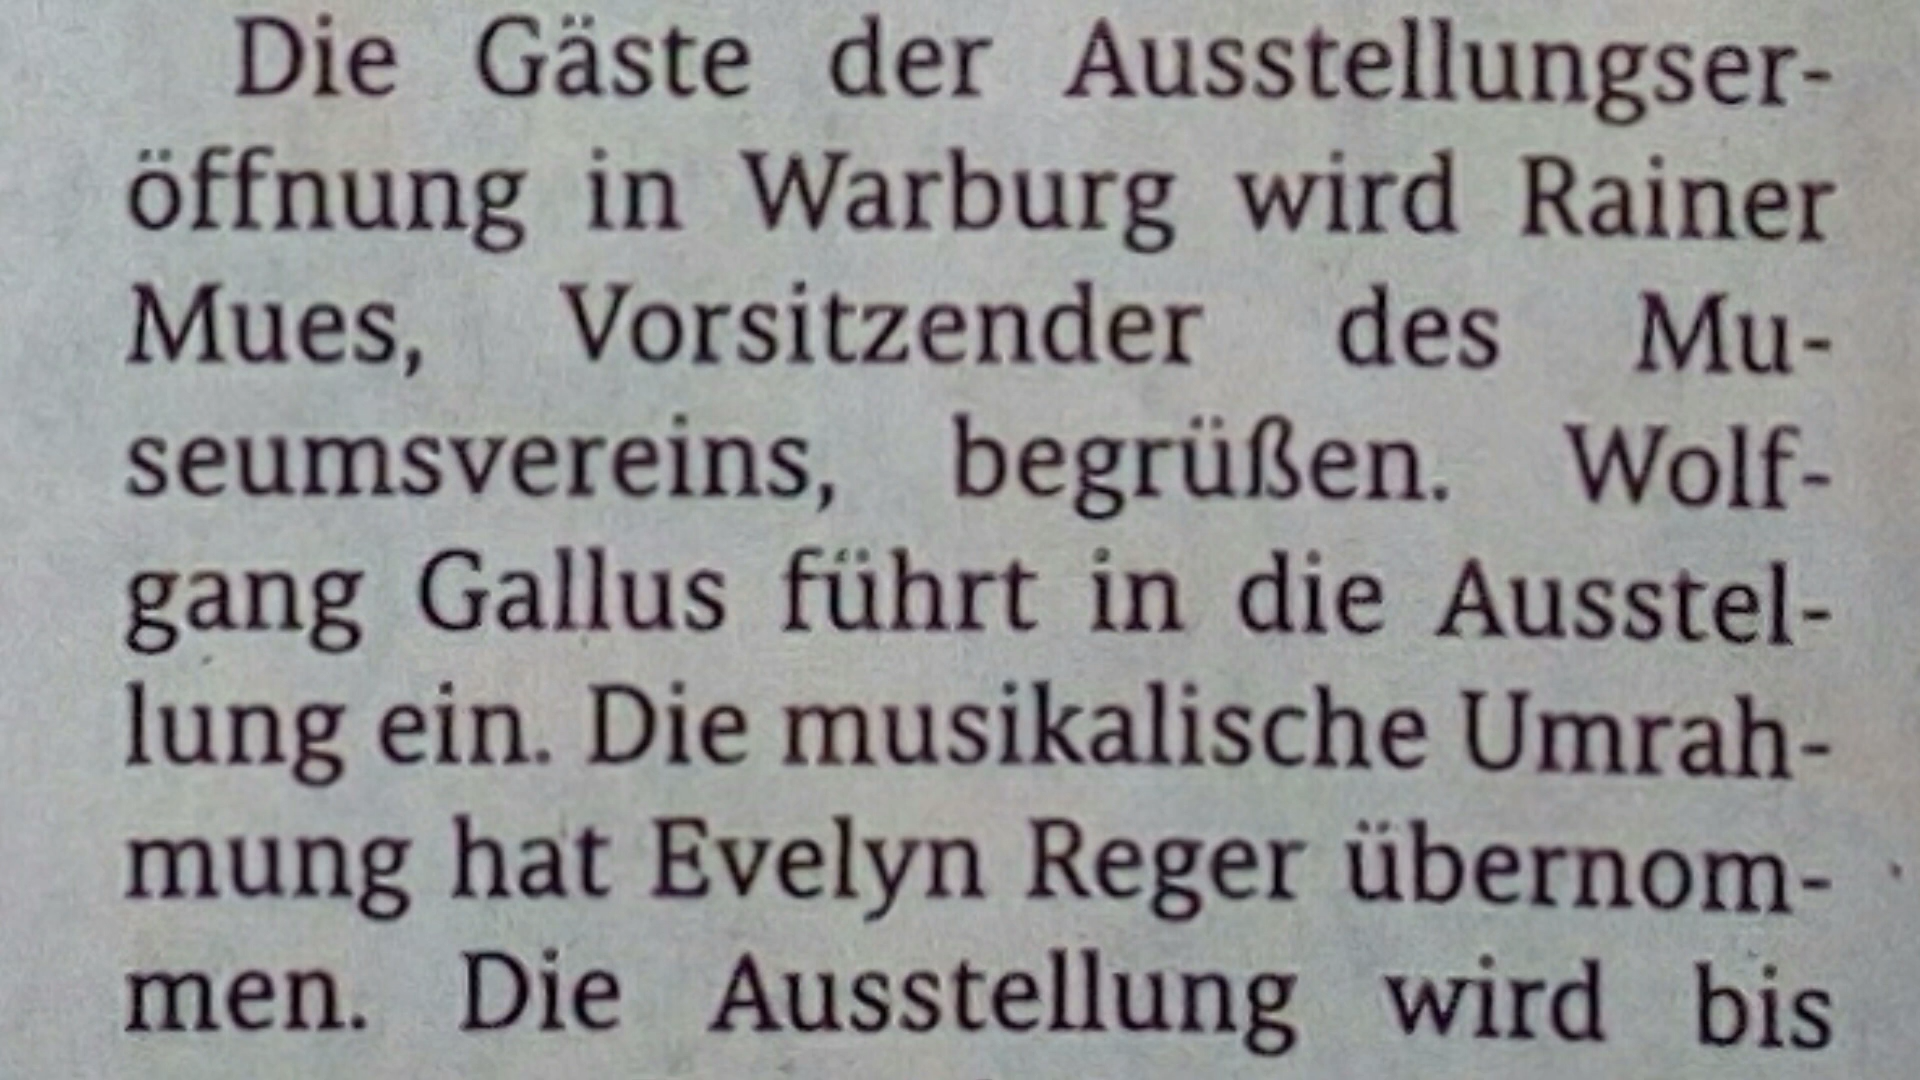 Die Gäste der Ausstellungser-
öffnung in Warburg wird Rainer
Mues, Vorsitzender des Mu-
seumsvereins, begrüßen. Wolf-
gang Gallus führt in die Ausstel-
lung ein. Die musikalische Umrah-
mung hat Evelyn Reger übernom-
men. Die Ausstellung wird bis